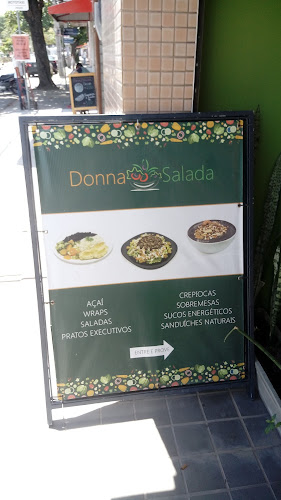 Donna Salada
AÇAÍ
WRAPS
SALADAS
PRATOS EXECUTIVOS
CREPIOCAS
SOBREMESAS
SUCOS ENERGÉTICOS
SANDUÍCHES NATURAIS
ENTRE E PROVE